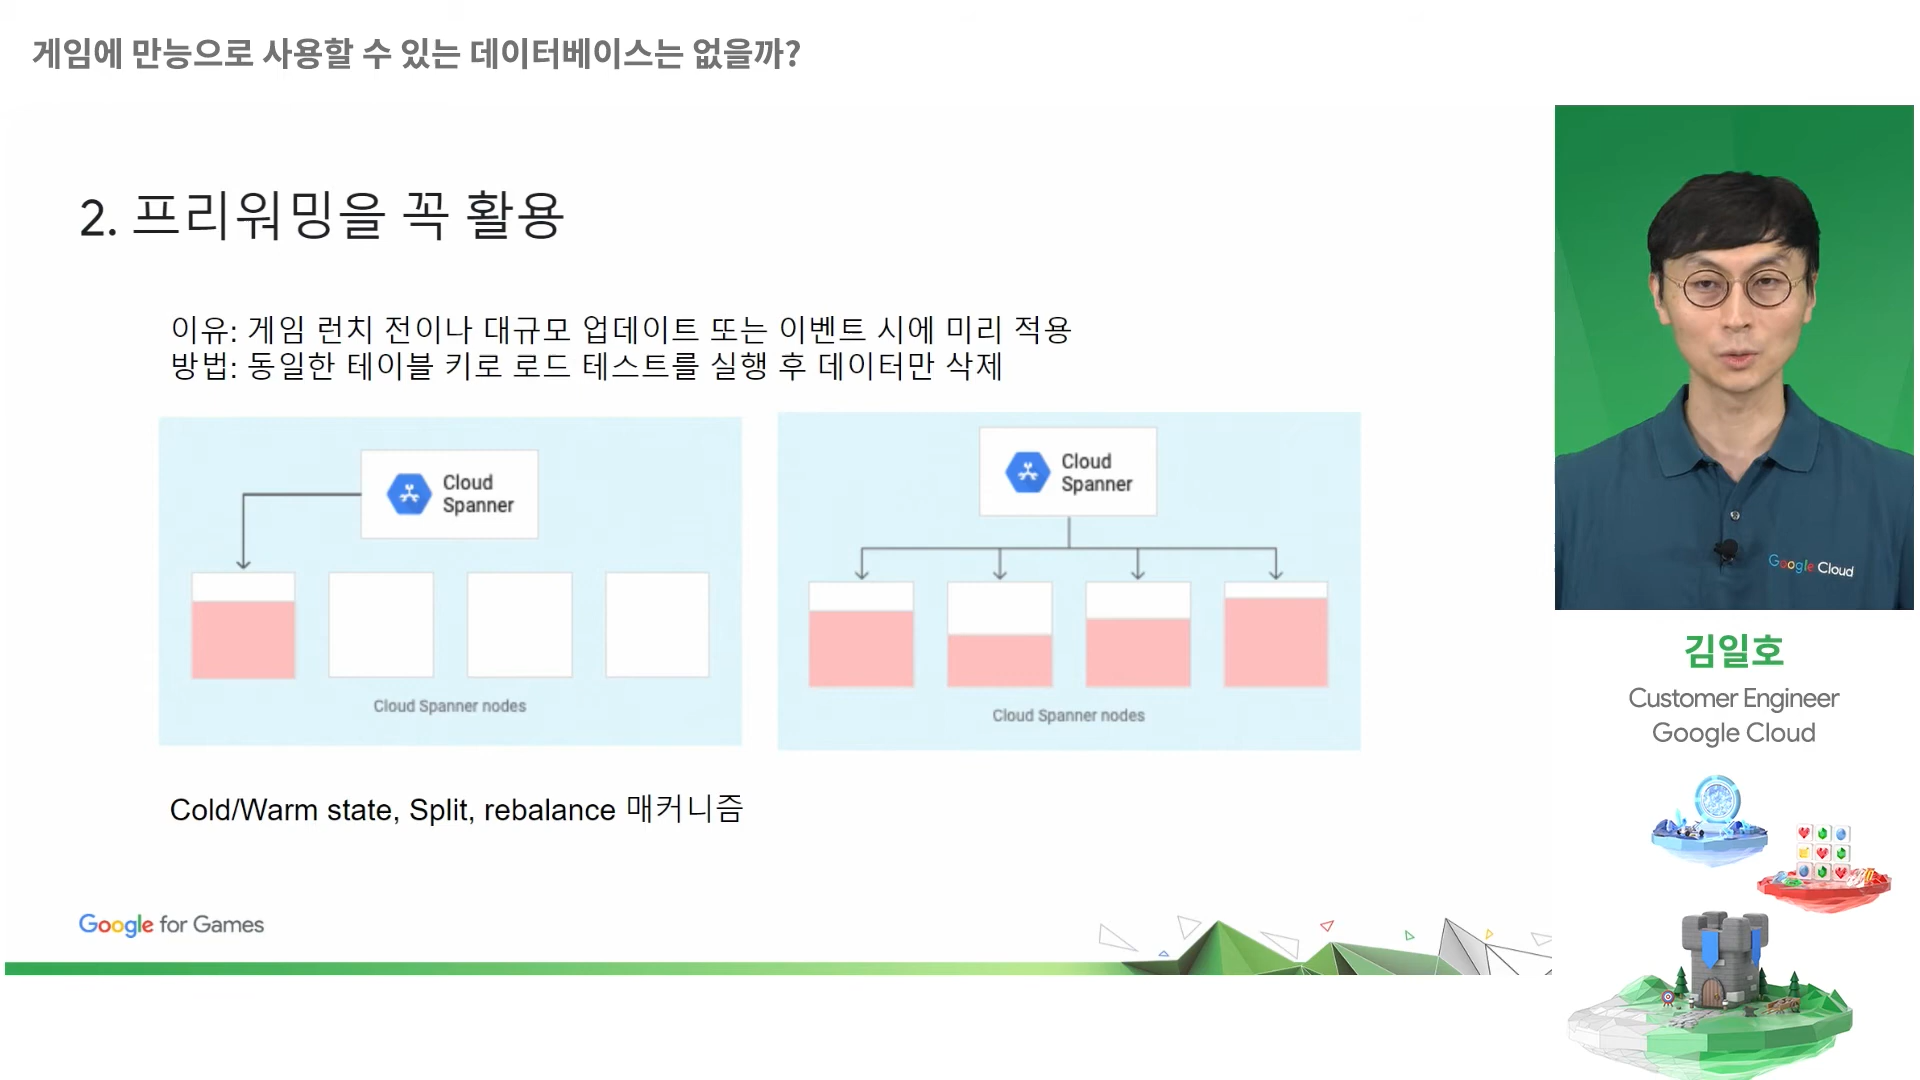 게임에 만능으로 사용할 수 있는 데이터베이스는 없을까?
2. 프리워밍을 꼭 활용
이유: 게임 런치 전이나 대규모 업데이트 또는 이벤트 시에 미리 적용
방법: 동일한 테이블 키로 로드 테스트를 실행 후 데이터만 삭제
Cloud
Spanner
Cloud Spanner nodes
Cloud
Spanner
Cloud Spanner nodes
Cold/Warm state, Split, rebalance 매커니즘
Google for Games
Google Cloud
김일호
Customer Engineer
Google Cloud